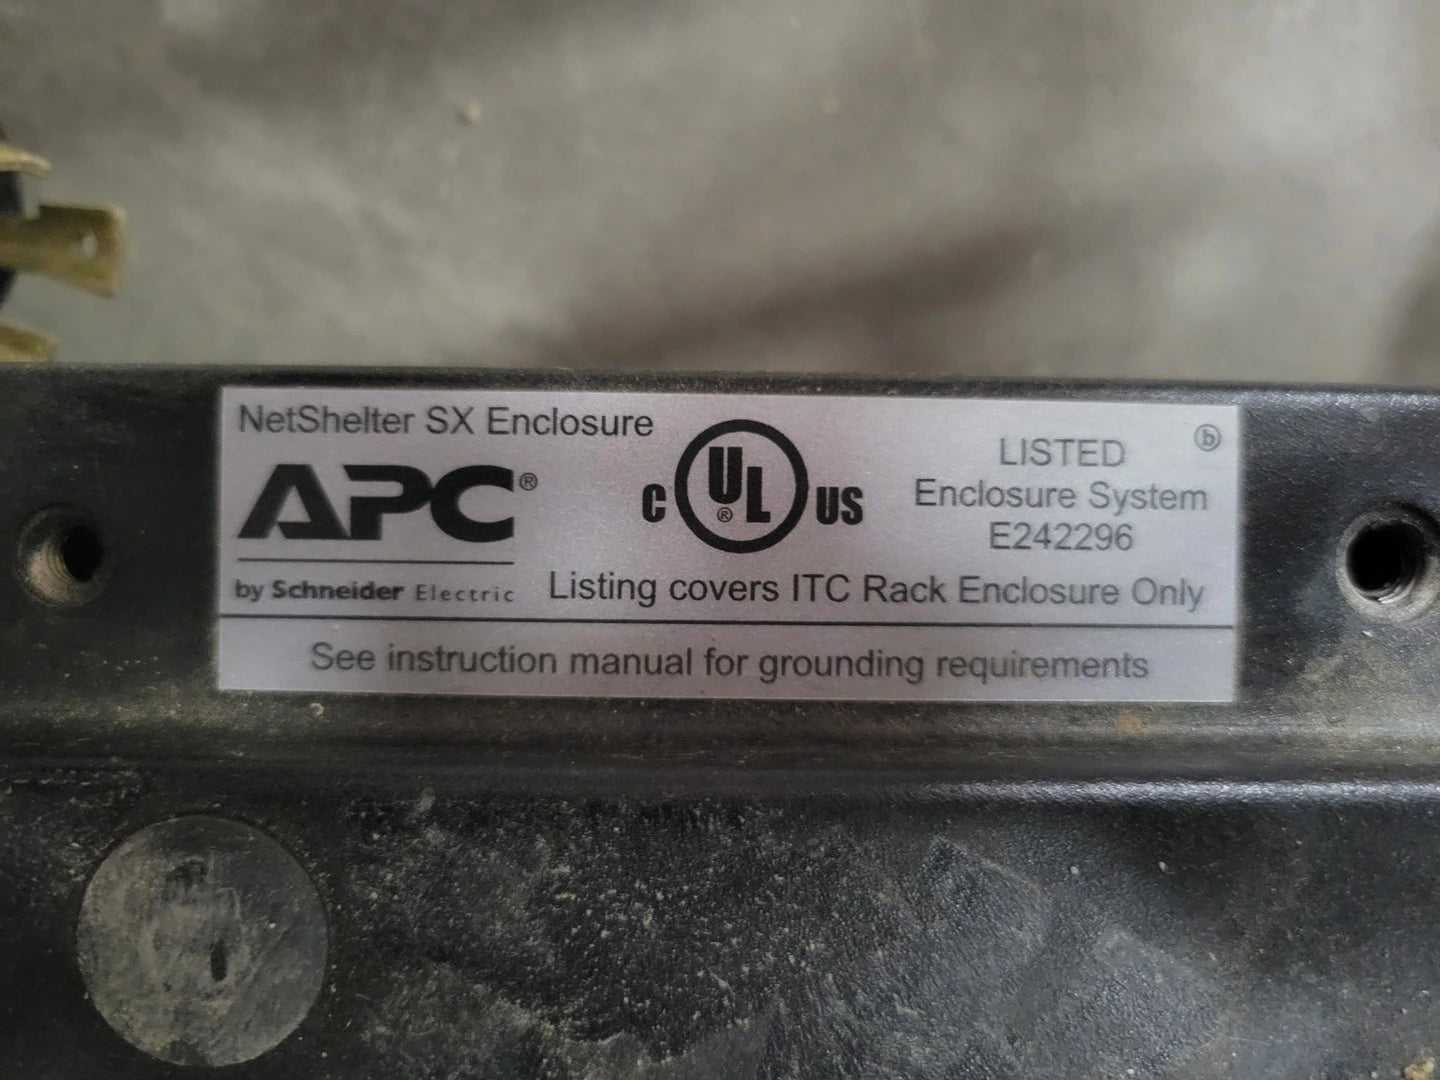 NetShelter SX Enclosure
APC®
by Schneider Electric
C UL® US
LISTED
Enclosure System
E242296
ⓑ
Listing covers ITC Rack Enclosure Only
See instruction manual for grounding requirements